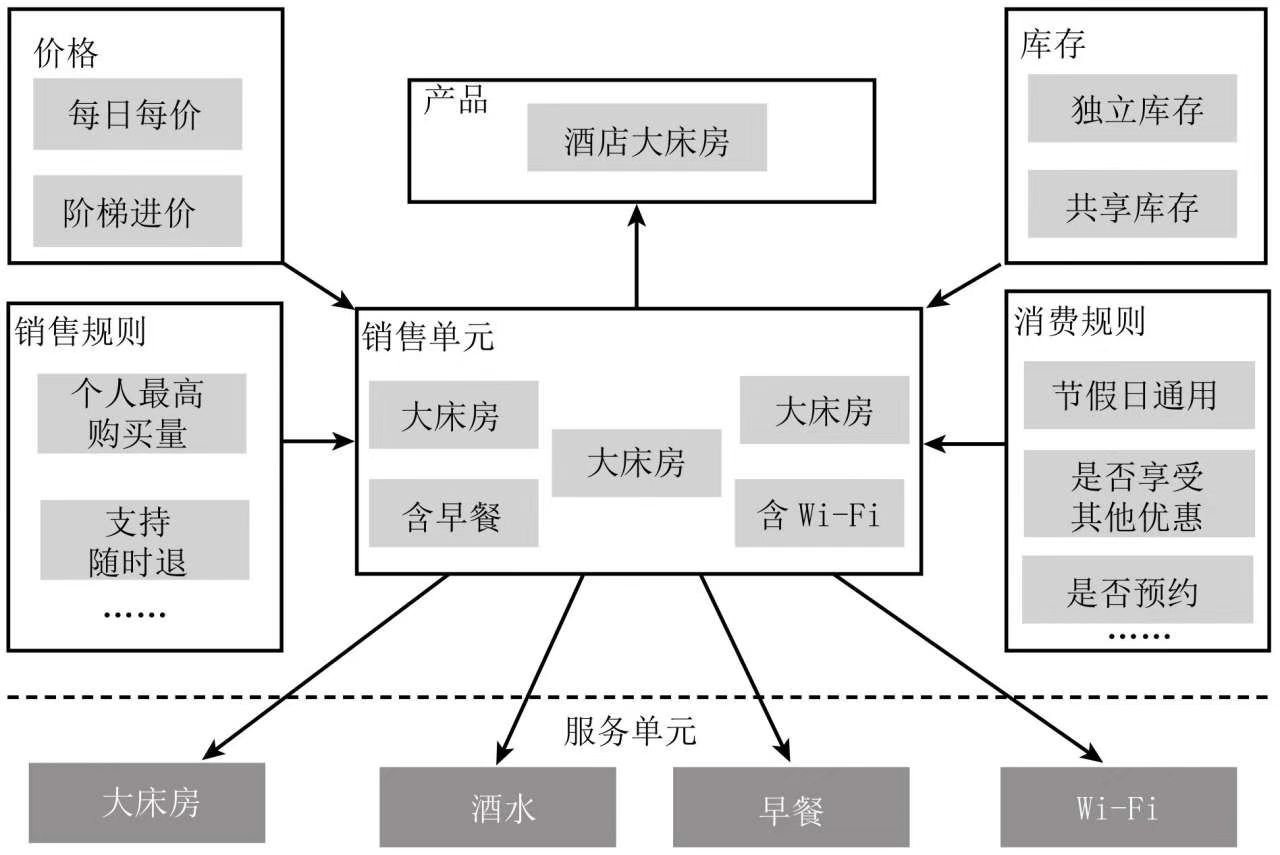 价格
每日每价
阶梯进价
产品
酒店大床房
库存
独立库存
共享库存
销售规则
个人最高
购买量
支持
随时退
……
销售单元
大床房
含早餐
大床房
大床房
含 Wi-Fi
消费规则
节假日通用
是否享受
其他优惠
是否预约
……
服务单元
大床房
酒水
早餐
Wi-Fi